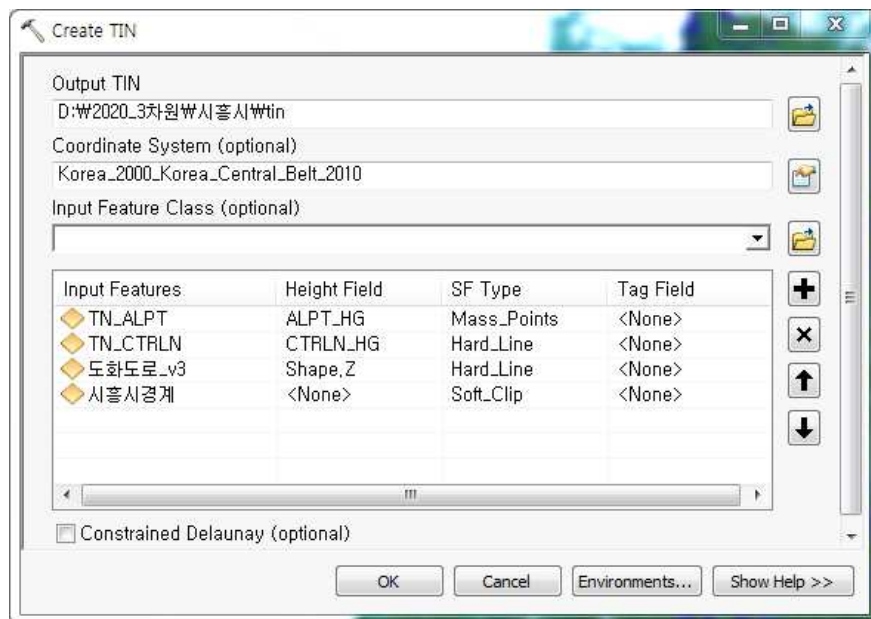 Create TIN
Output TIN
D:₩2020_3차원₩시흥시₩tin
Coordinate System (optional)
Korea_2000_Korea_Central_Belt_2010
Input Feature Class (optional)
Input Features Height Field SF Type Tag Field
TN_ALPT ALPT_HG Mass_Points <None>
TN_CTRLN CTRLN_HG Hard_Line <None>
도화도로_v3 Shape.Z Hard_Line <None>
시흥시경계 <None> Soft_Clip <None>
Constrained Delaunay (optional)
OK Cancel Environments... Show Help >>